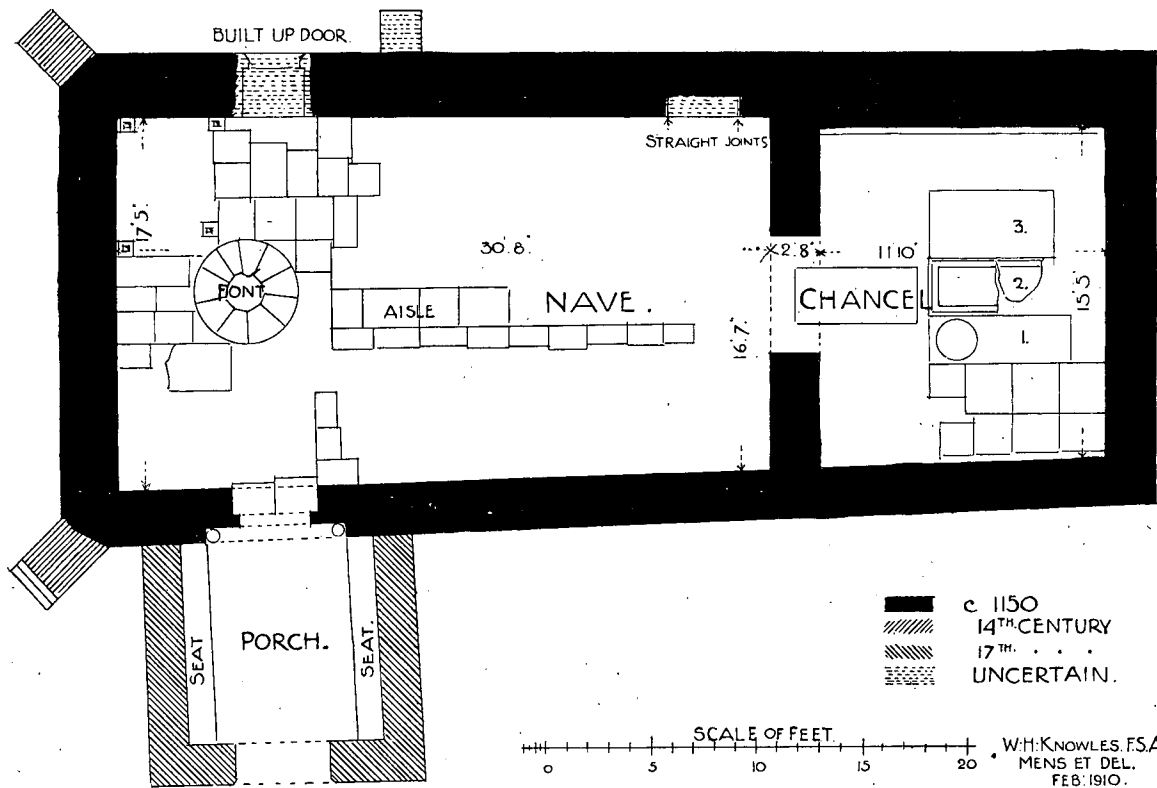 BUILT UP DOOR.
STRAIGHT JOINTS
17'.5".
30'.8".
2'.8"
11'10"
3.
FONT
AISLE
NAVE.
CHANCEL
2.
15'.5
16'.7".
1.
SEAT
PORCH.
SEAT.
c 1150
14TH. CENTURY
17TH. . . .
UNCERTAIN.
SCALE OF FEET.
0 5 10 15 20
W:H:KNOWLES. F.S.A
MENS ET DEL.
FEB: 1910.